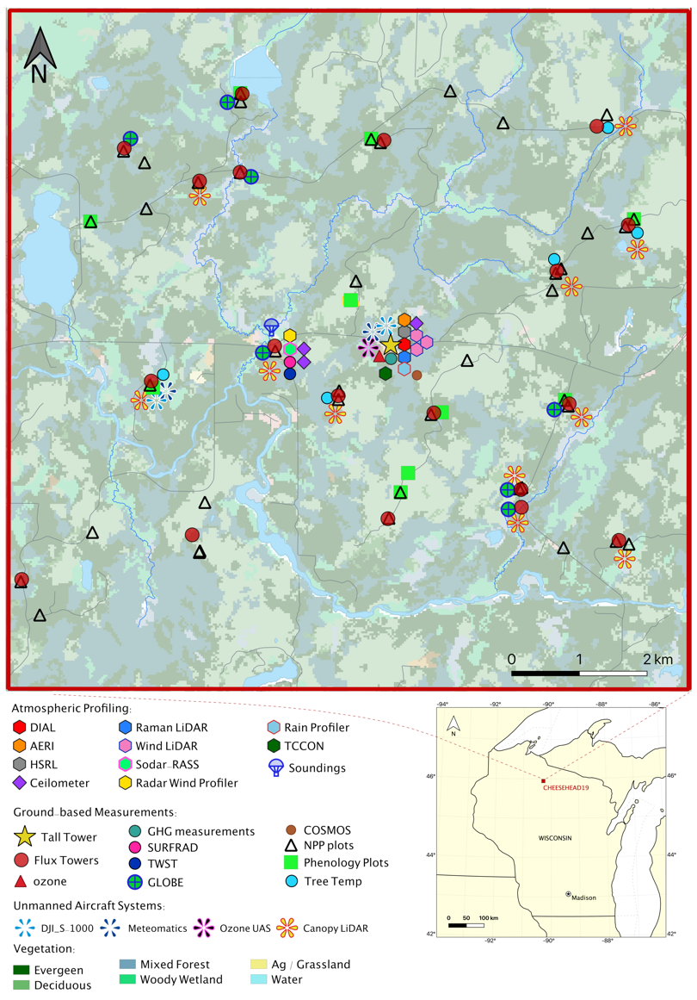 N
0 1 2 km
Atmospheric Profiling:
DIAL
AERI
HSRL
Ceilometer
Raman LiDAR
Wind LiDAR
Sodar-RASS
Radar Wind Profiler
Rain Profiler
TCCON
Soundings
Ground-based Measurements:
Tall Tower
Flux Towers
ozone
GHG measurements
SURFRAD
TWST
GLOBE
COSMOS
NPP plots
Phenology Plots
Tree Temp
Unmanned Aircraft Systems:
DJI_S-1000
Meteomatics
Ozone UAS
Canopy LiDAR
Vegetation:
Evergeen
Deciduous
Mixed Forest
Woody Wetland
Ag / Grassland
Water
-94° -92° -90° -88° -86°
N
46° 46°
CHEESEHEAD19
WISCONSIN
44° 44°
Madison
0 50 100 km
42° 42°
-92° -90° -88°